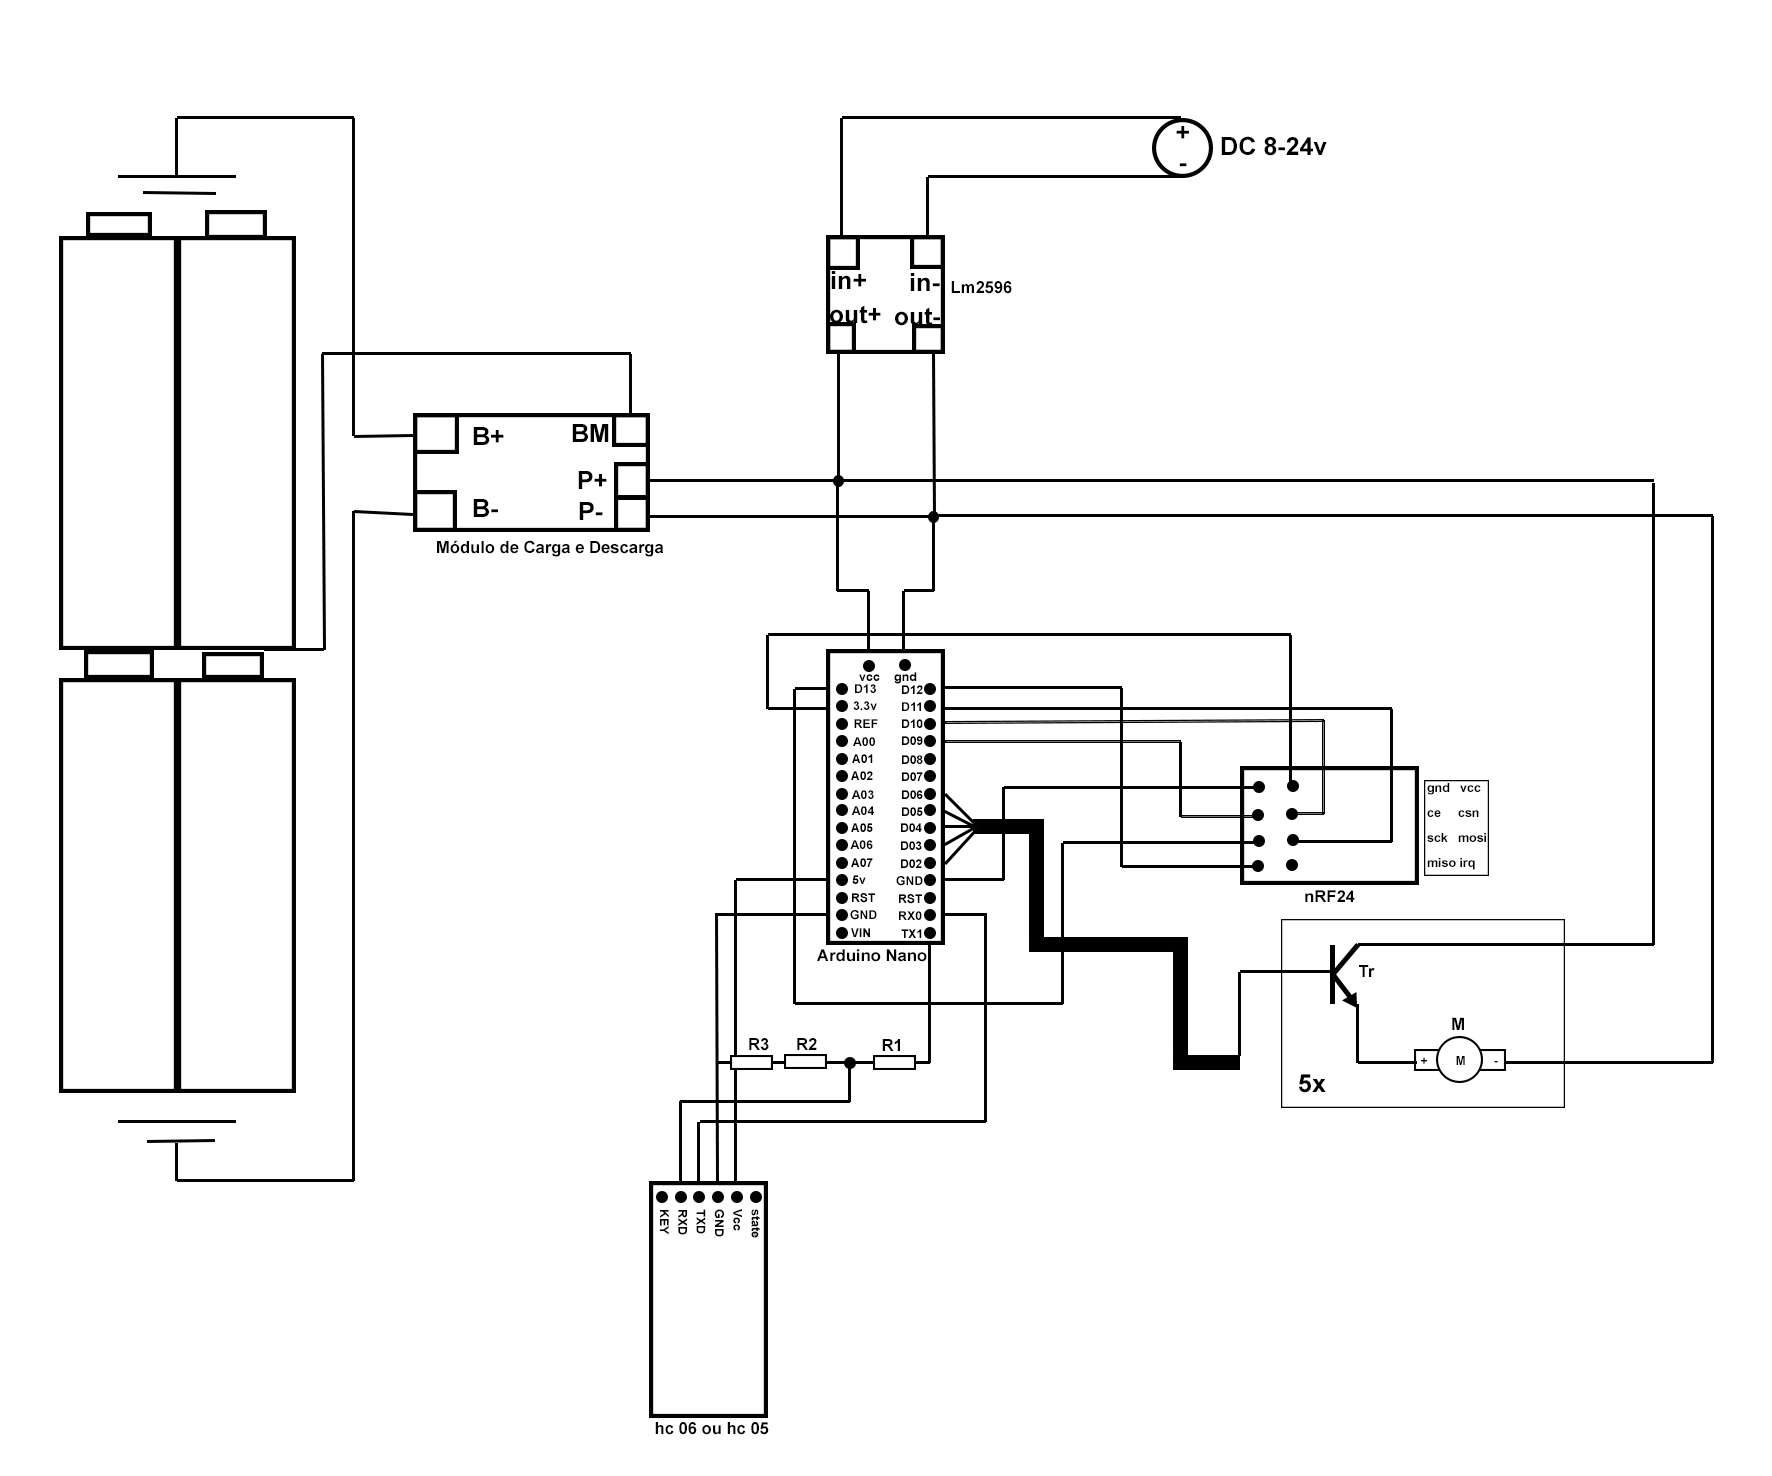 +
-
DC 8-24v
in+ in-
out+ out-
Lm2596
B+ BM
P+
B- P-
Módulo de Carga e Descarga
vcc gnd
D13 D12
3.3v D11
REF D10
A00 D09
A01 D08
A02 D07
A03 D06
A04 D05
A05 D04
A06 D03
A07 D02
5v GND
RST RST
GND RX0
VIN TX1
Arduino Nano
gnd vcc
ce csn
sck mosi
miso irq
nRF24
Tr
M
+ M -
5x
R3 R2 R1
KEY
RXD
TXD
GND
Vcc
state
hc 06 ou hc 05